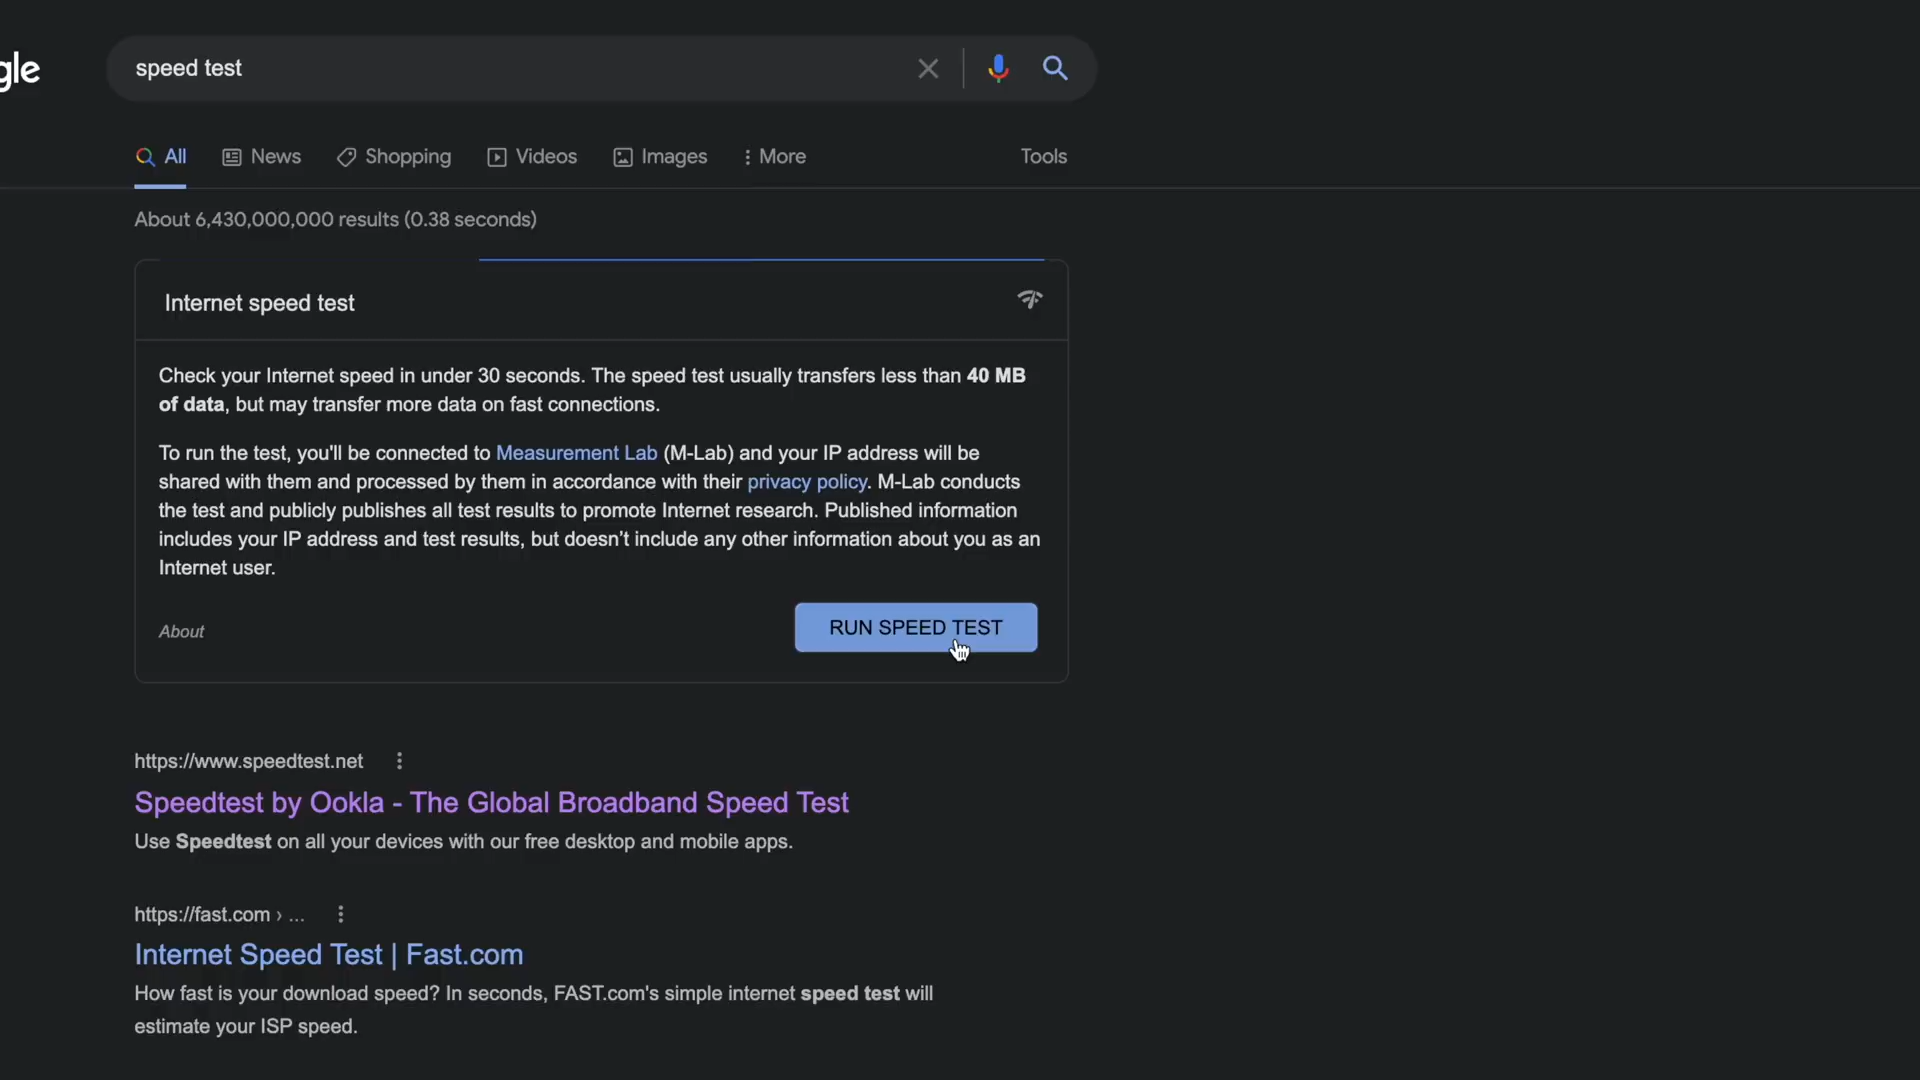 gle
speed test
All News Shopping Videos Images More Tools
About 6,430,000,000 results (0.38 seconds)
Internet speed test
Check your Internet speed in under 30 seconds. The speed test usually transfers less than 40 MB
of data, but may transfer more data on fast connections.
To run the test, you'll be connected to Measurement Lab (M-Lab) and your IP address will be
shared with them and processed by them in accordance with their privacy policy. M-Lab conducts
the test and publicly publishes all test results to promote Internet research. Published information
includes your IP address and test results, but doesn’t include any other information about you as an
Internet user.
About
RUN SPEED TEST
https://www.speedtest.net
Speedtest by Ookla - The Global Broadband Speed Test
Use Speedtest on all your devices with our free desktop and mobile apps.
https://fast.com › ...
Internet Speed Test | Fast.com
How fast is your download speed? In seconds, FAST.com's simple internet speed test will
estimate your ISP speed.